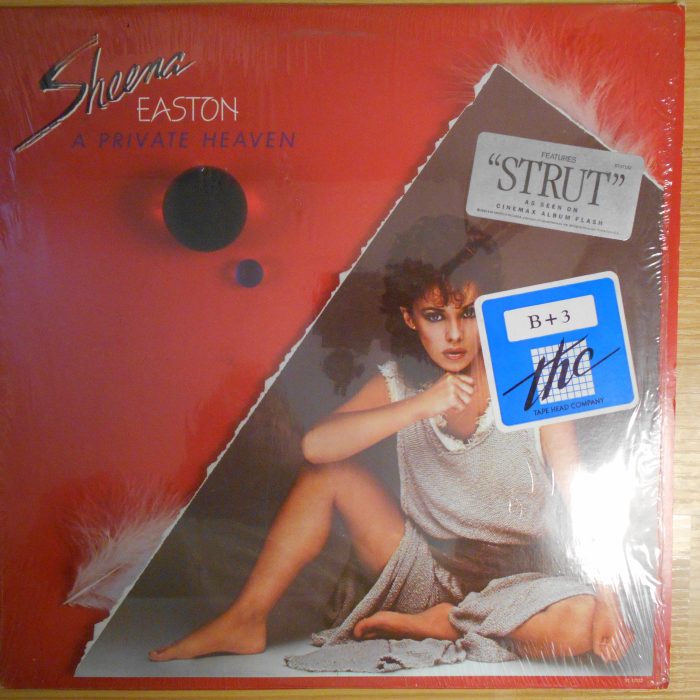 Sheena
EASTON
A PRIVATE HEAVEN
FEATURES
"STRUT"
AS SEEN ON
CINEMAX ALBUM FLASH
B+3
thc
TAPE HEAD COMPANY